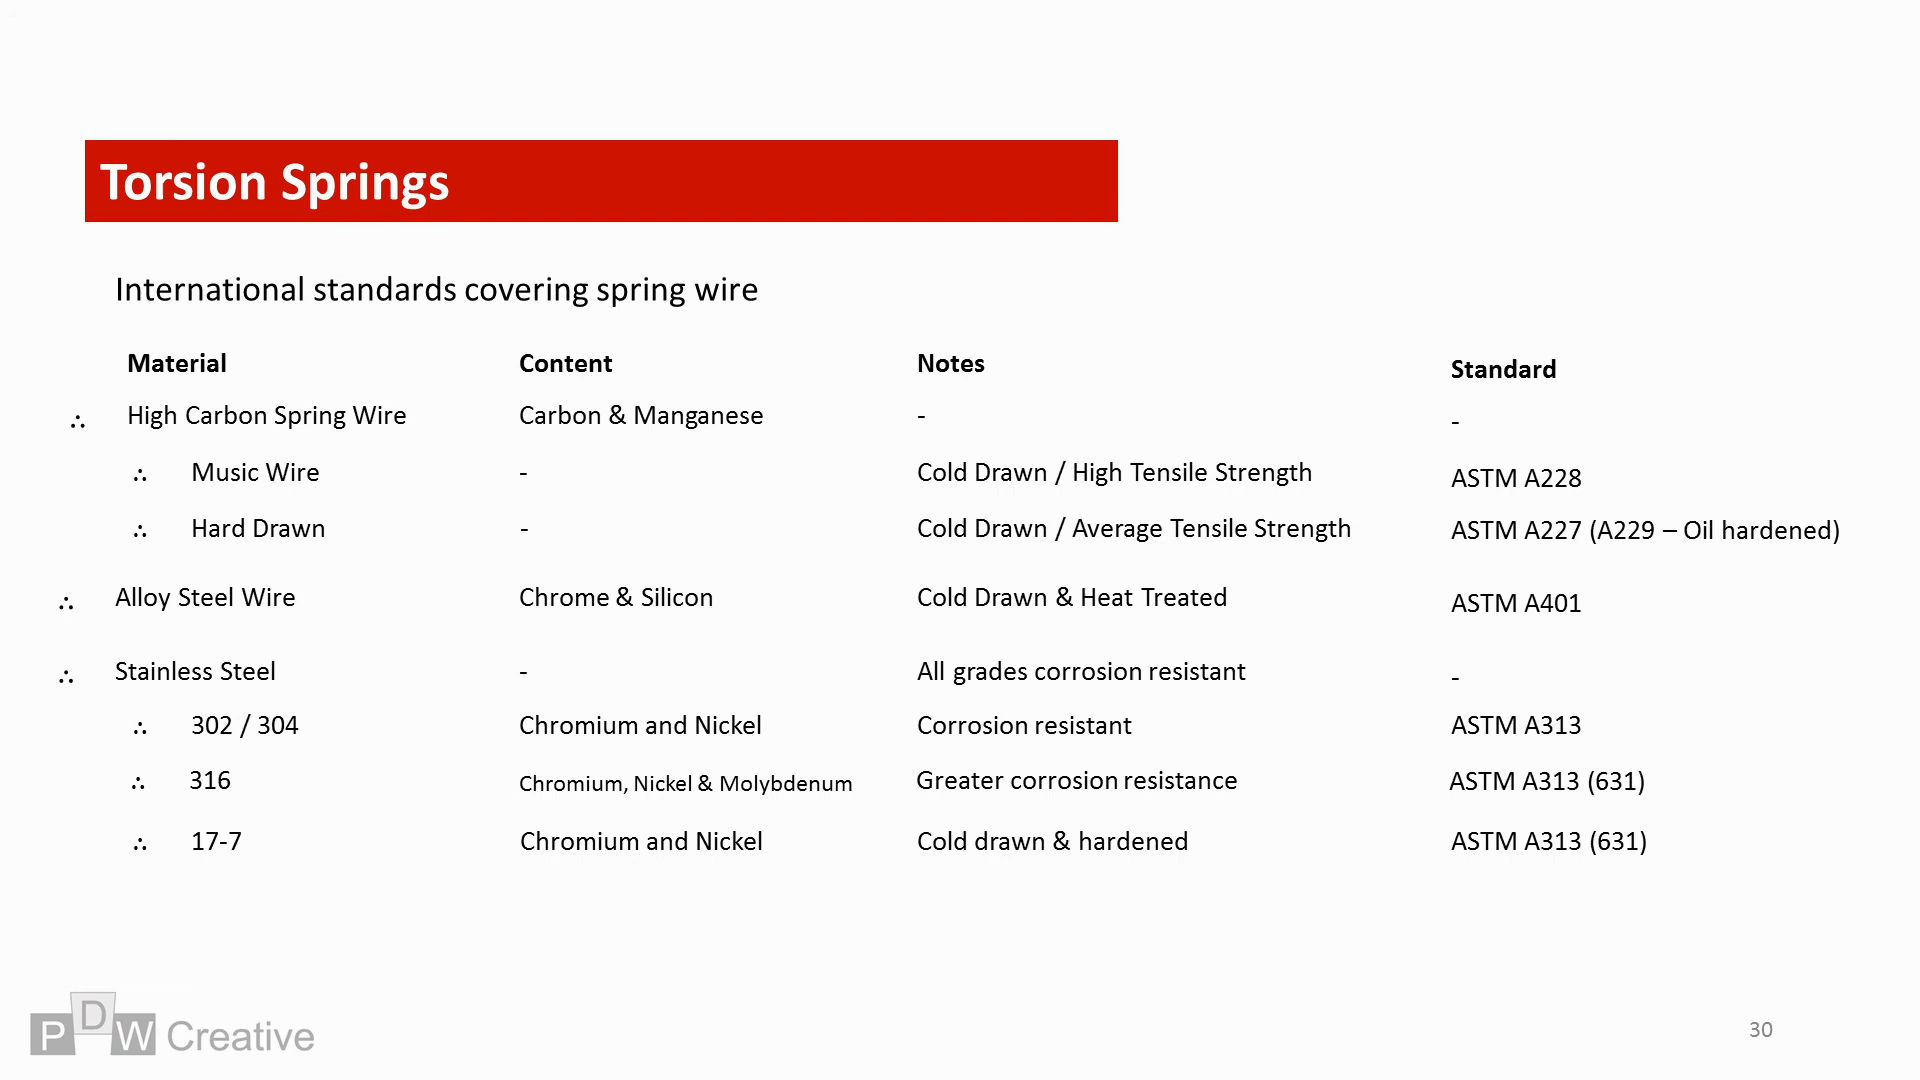 Torsion Springs
International standards covering spring wire
Material Content Notes Standard
∴ High Carbon Spring Wire Carbon & Manganese - -
∴ Music Wire - Cold Drawn / High Tensile Strength ASTM A228
∴ Hard Drawn - Cold Drawn / Average Tensile Strength ASTM A227 (A229 – Oil hardened)
∴ Alloy Steel Wire Chrome & Silicon Cold Drawn & Heat Treated ASTM A401
∴ Stainless Steel - All grades corrosion resistant -
∴ 302 / 304 Chromium and Nickel Corrosion resistant ASTM A313
∴ 316 Chromium, Nickel & Molybdenum Greater corrosion resistance ASTM A313 (631)
∴ 17-7 Chromium and Nickel Cold drawn & hardened ASTM A313 (631)
PDW Creative
30